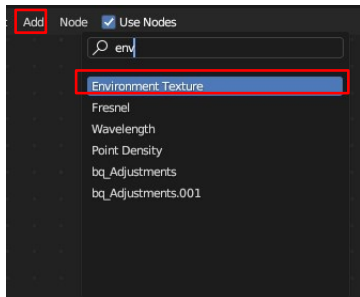 Add Node Use Nodes
env
Environment Texture
Fresnel
Wavelength
Point Density
bq_Adjustments
bq_Adjustments.001